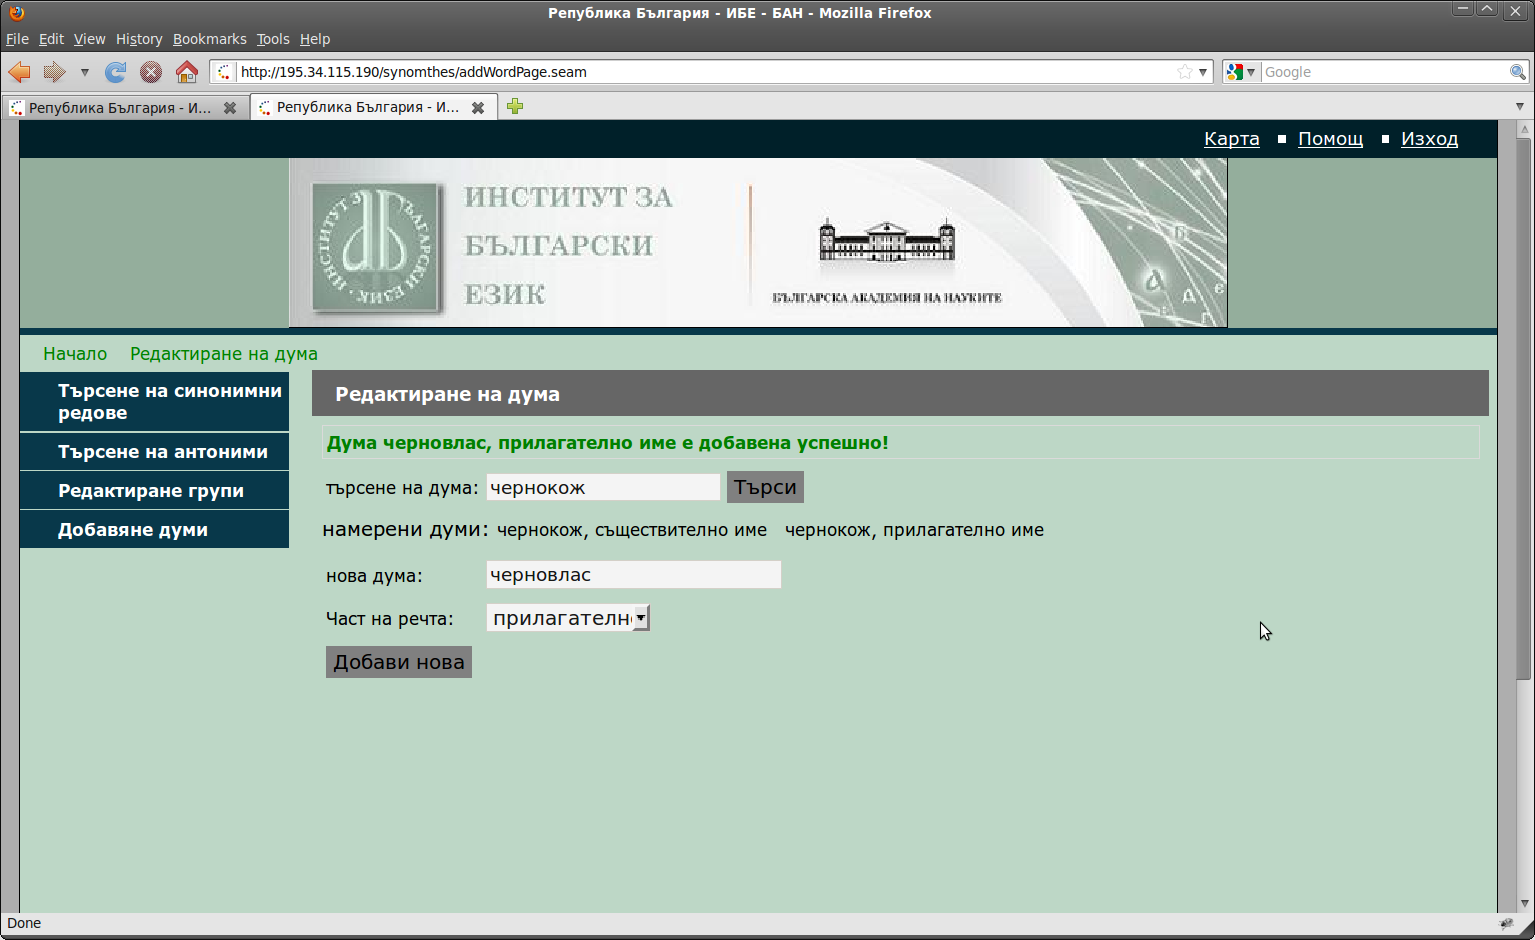 Република България - ИБЕ - БАН - Mozilla Firefox
File Edit View History Bookmarks Tools Help
http://195.34.115.190/synomthes/addWordPage.seam
Google
Република България - И...
Република България - И...
Карта Помощ Изход
ИНСТИТУТ ЗА БЪЛГАРСКИ ЕЗИК
ИНСТИТУТ ЗА
БЪЛГАРСКИ
ЕЗИК
БЪЛГАРСКА АКАДЕМИЯ НА НАУКИТЕ
Начало Редактиране на дума
Търсене на синонимни
редове
Търсене на антоними
Редактиране групи
Добавяне думи
Редактиране на дума
Дума черновлас, прилагателно име е добавена успешно!
търсене на дума: чернокож Търси
намерени думи: чернокож, съществително име чернокож, прилагателно име
нова дума: черновлас
Част на речта: прилагателн
Добави нова
Done